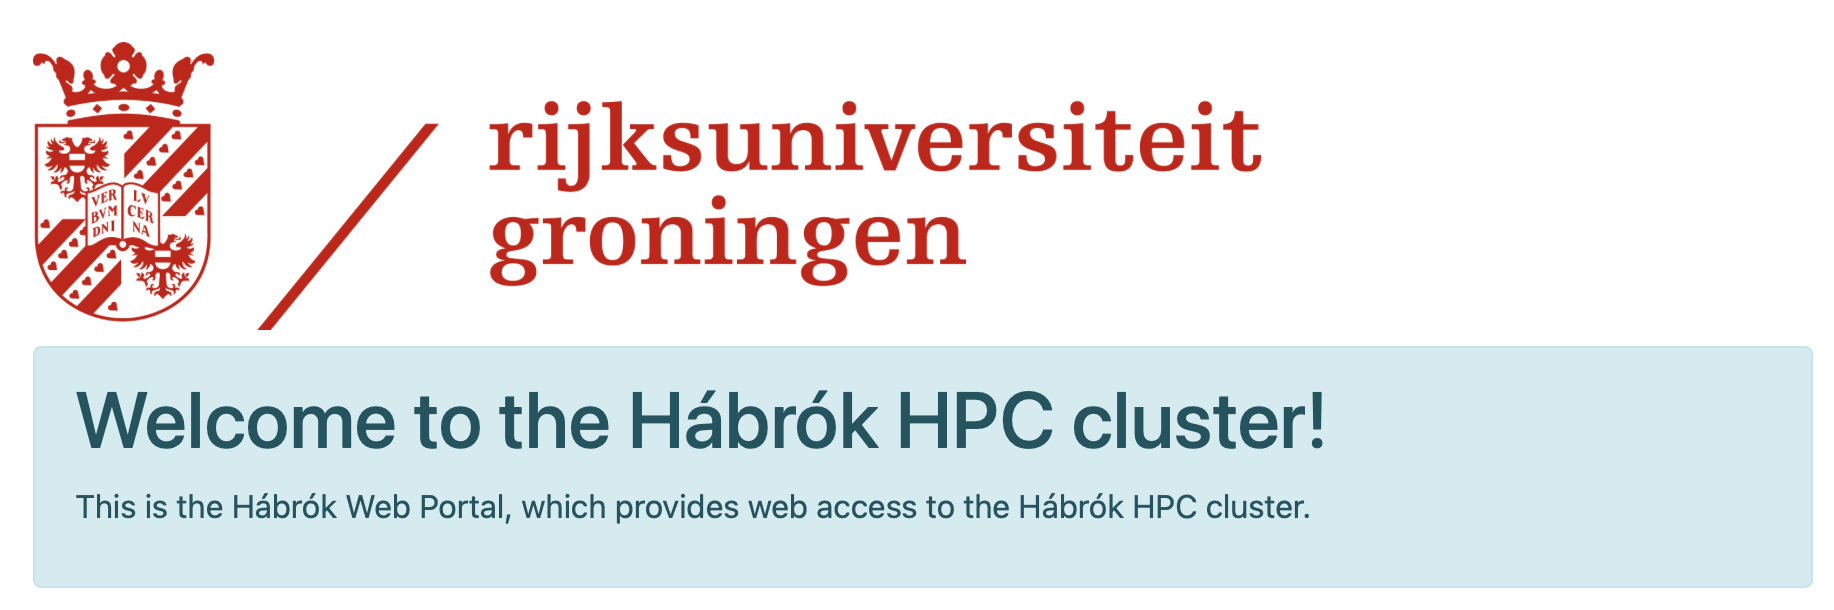 VER LV
BVM CER
DNI NA
rijksuniversiteit
groningen
Welcome to the Hábrók HPC cluster!
This is the Hábrók Web Portal, which provides web access to the Hábrók HPC cluster.